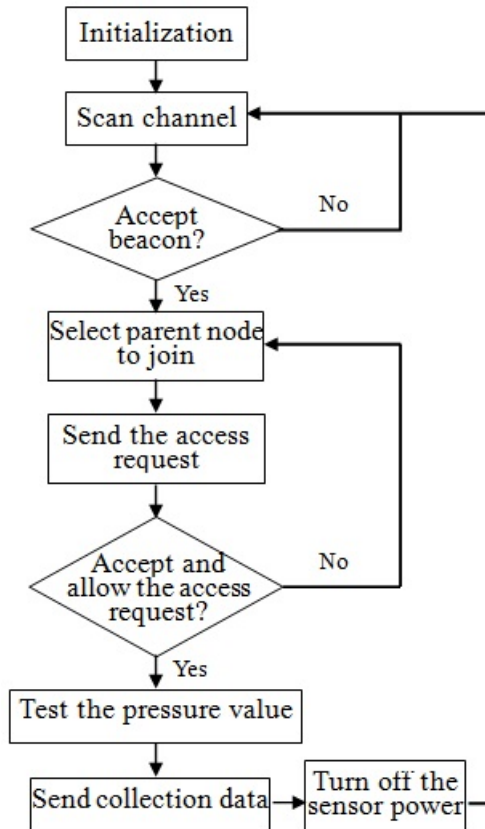 Initialization
Scan channel
Accept
beacon?
No
Yes
Select parent node
to join
Send the access
request
Accept and
allow the access
request?
No
Yes
Test the pressure value
Send collection data
Turn off the
sensor power